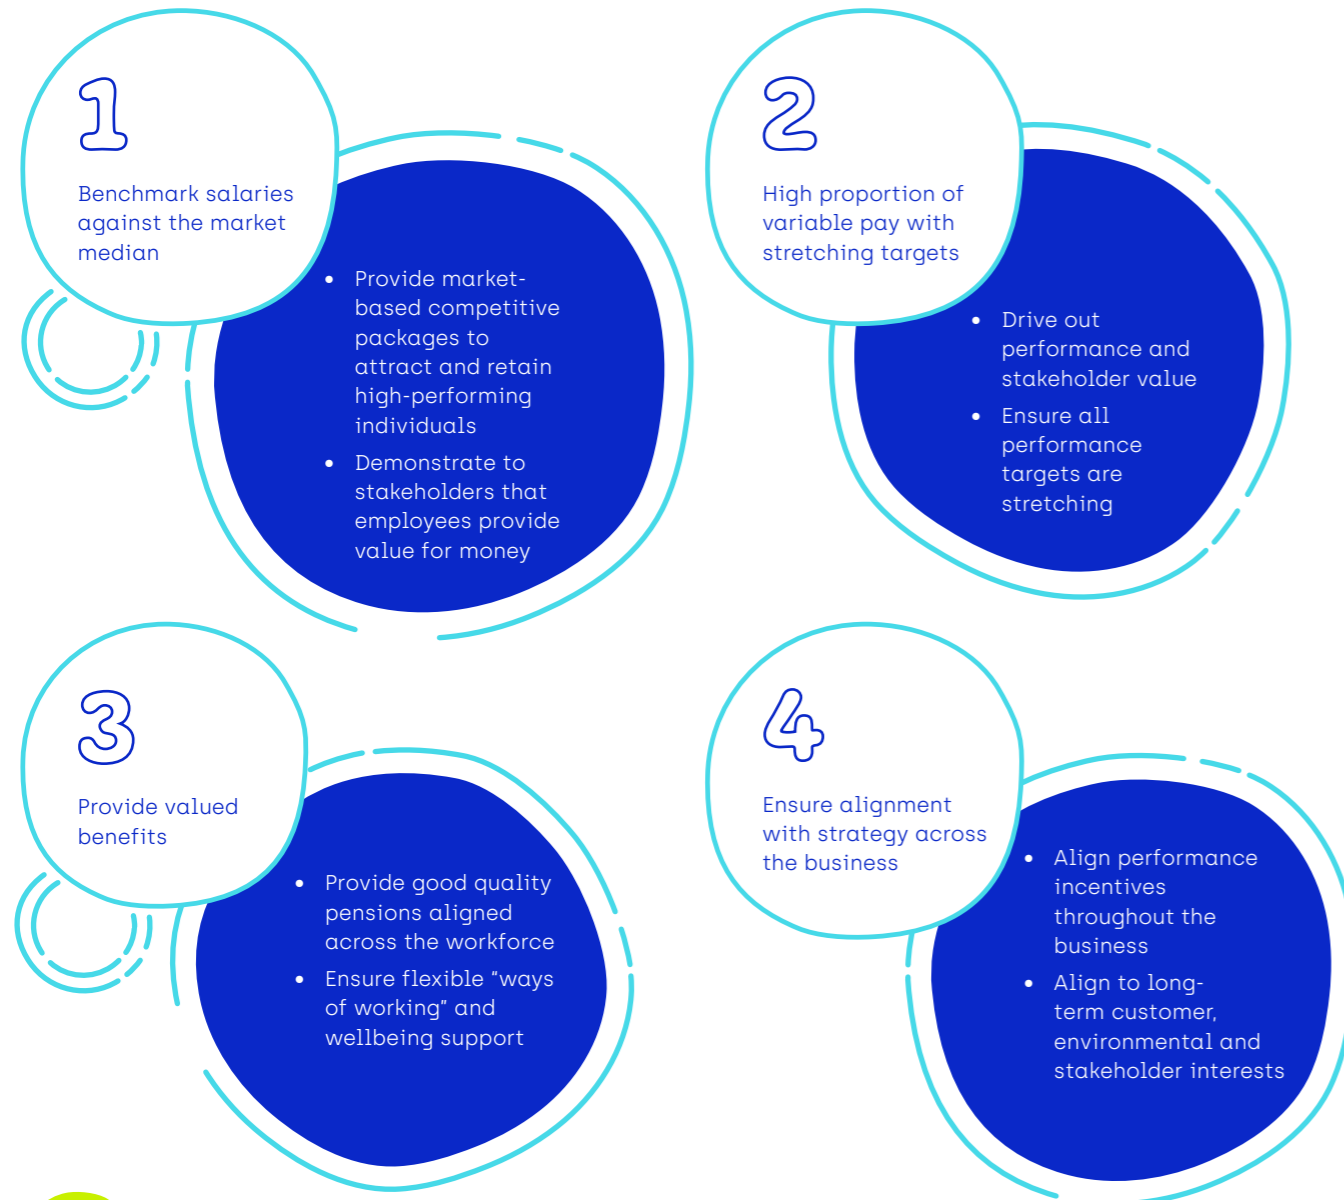 1
Benchmark salaries
against the market
median
• Provide market-
based competitive
packages to
attract and retain
high-performing
individuals
• Demonstrate to
stakeholders that
employees provide
value for money
2
High proportion of
variable pay with
stretching targets
• Drive out
performance and
stakeholder value
• Ensure all
performance
targets are
stretching
3
Provide valued
benefits
• Provide good quality
pensions aligned
across the workforce
• Ensure flexible “ways
of working” and
wellbeing support
4
Ensure alignment
with strategy across
the business
• Align performance
incentives
throughout the
business
• Align to long-
term customer,
environmental and
stakeholder interests